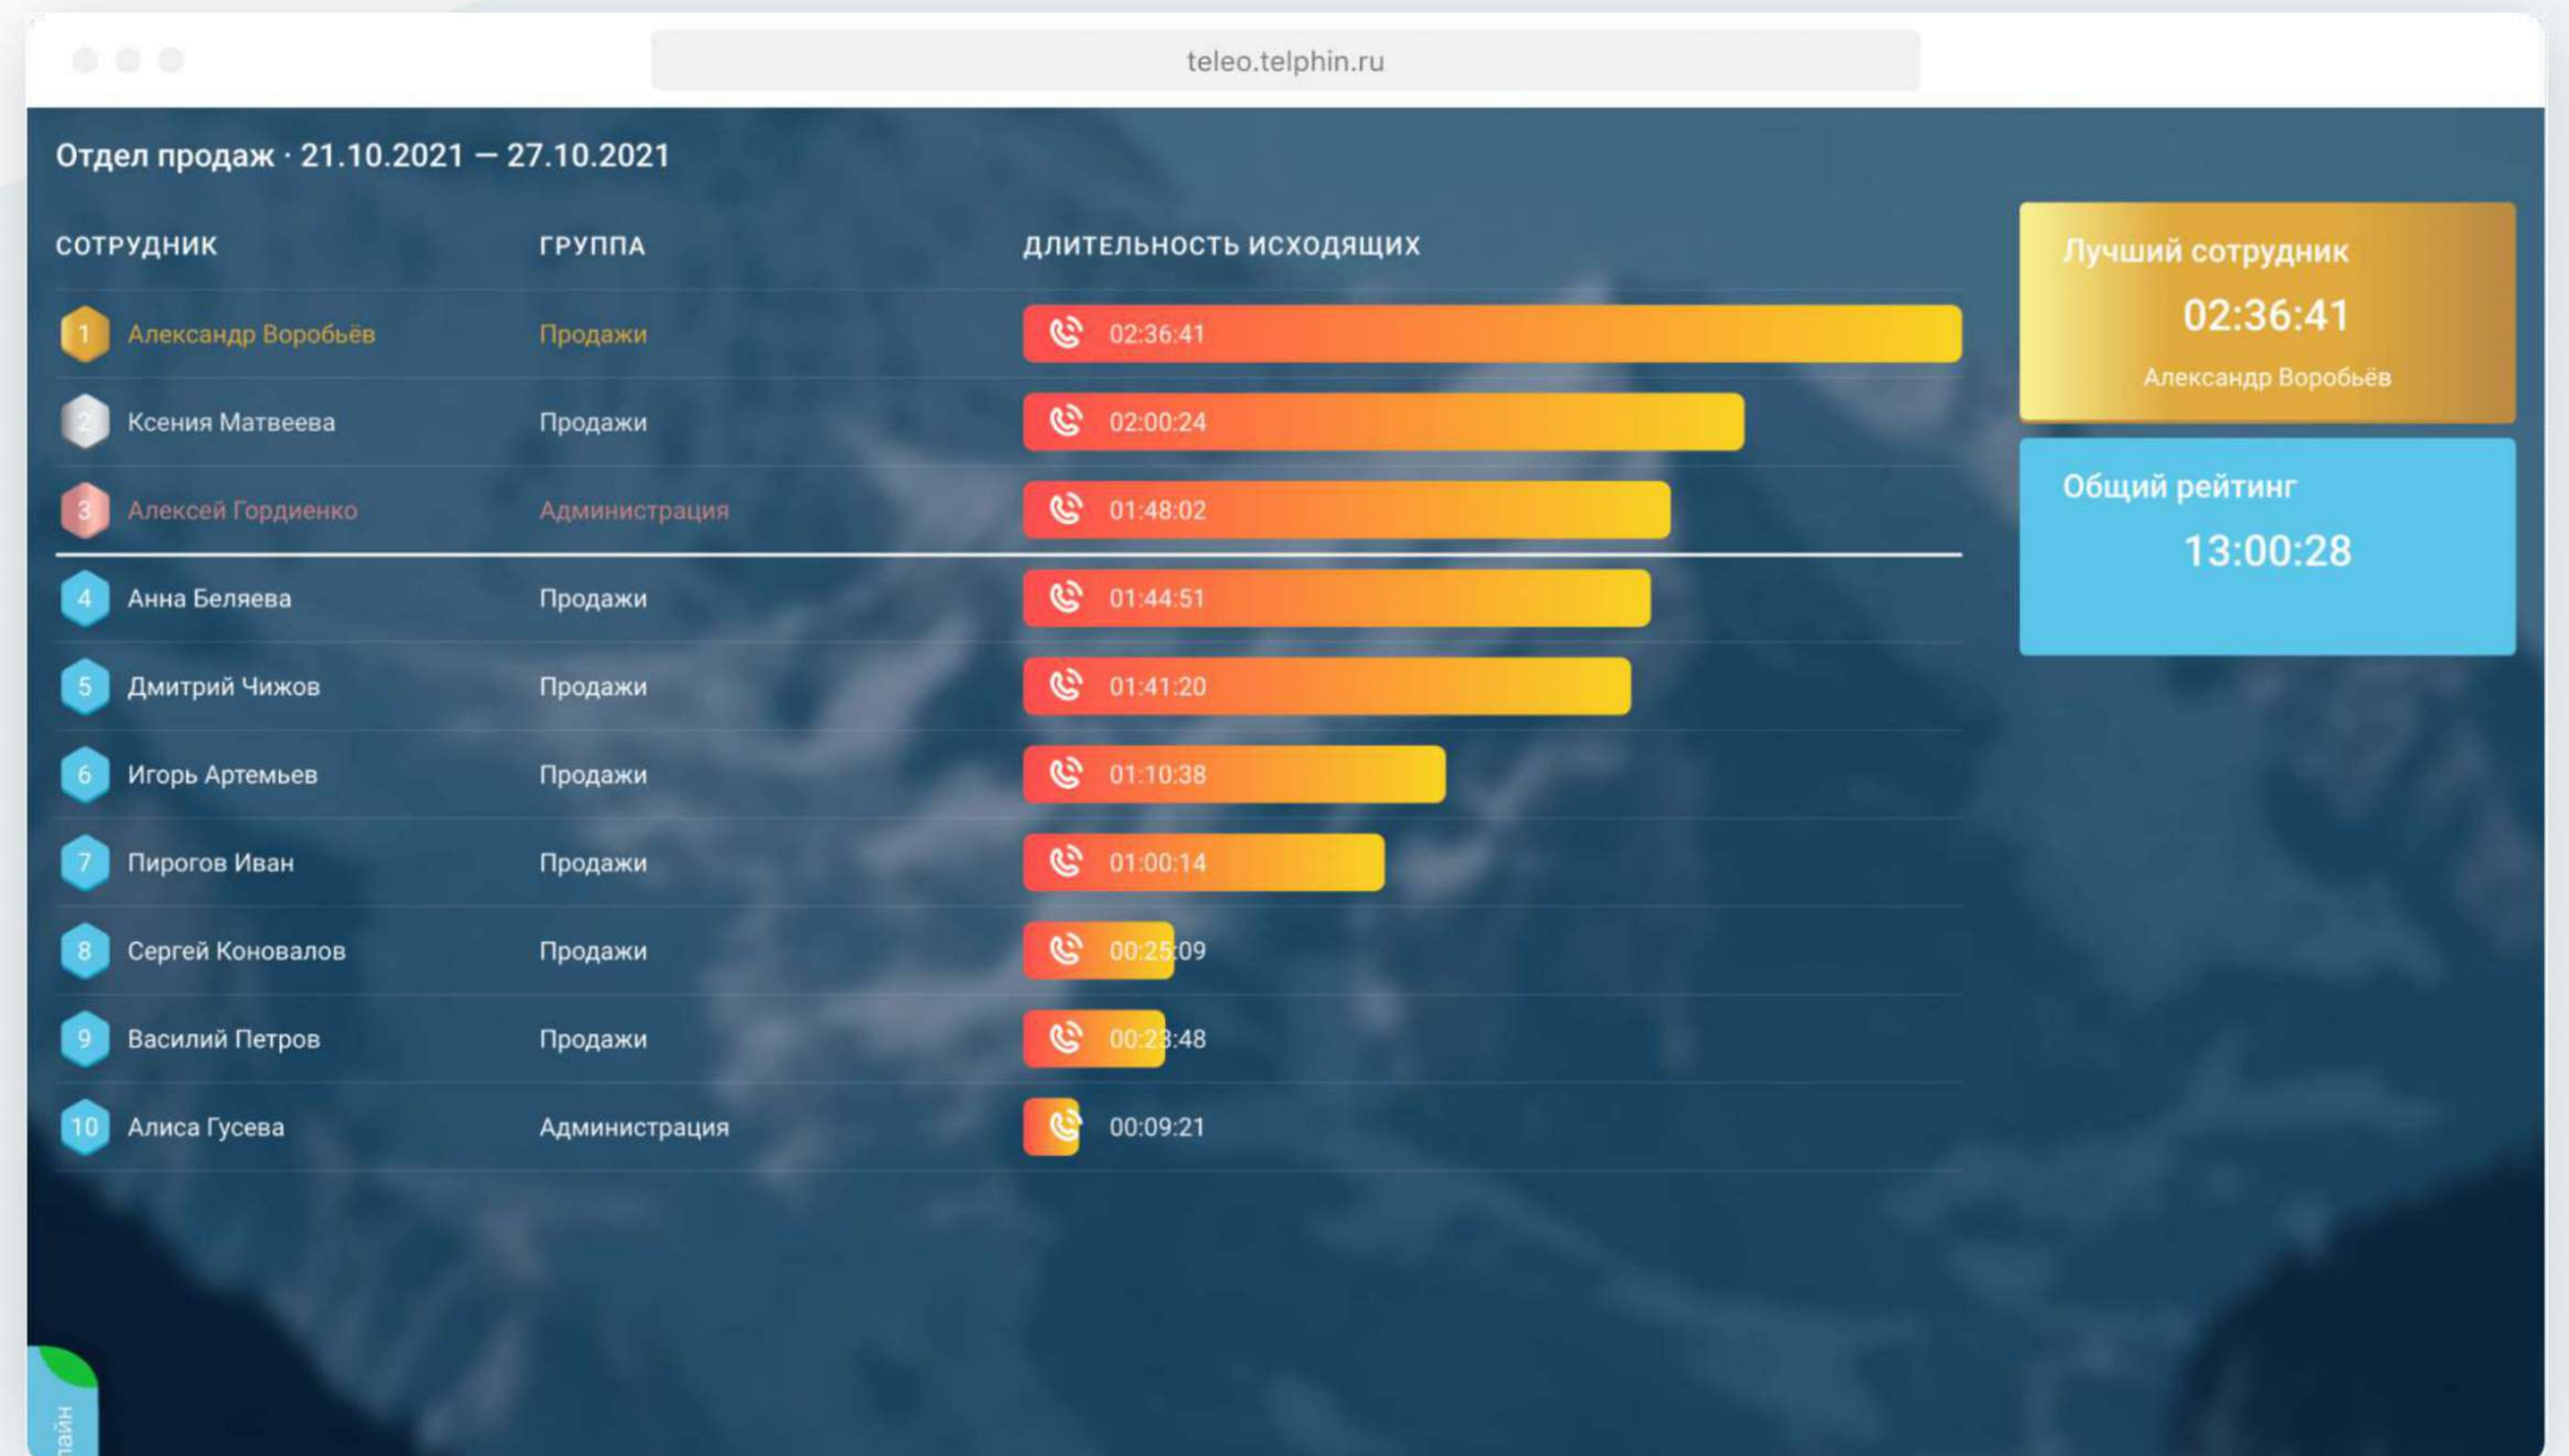 teleo.telphin.ru
Отдел продаж · 21.10.2021 — 27.10.2021
СОТРУДНИК ГРУППА ДЛИТЕЛЬНОСТЬ ИСХОДЯЩИХ
1 Александр Воробьёв Продажи 02:36:41
2 Ксения Матвеева Продажи 02:00:24
3 Алексей Гордиенко Администрация 01:48:02
4 Анна Беляева Продажи 01:44:51
5 Дмитрий Чижов Продажи 01:41:20
6 Игорь Артемьев Продажи 01:10:38
7 Пирогов Иван Продажи 01:00:14
8 Сергей Коновалов Продажи 00:25:09
9 Василий Петров Продажи 00:23:48
10 Алиса Гусева Администрация 00:09:21
Лучший сотрудник
02:36:41
Александр Воробьёв
Общий рейтинг
13:00:28